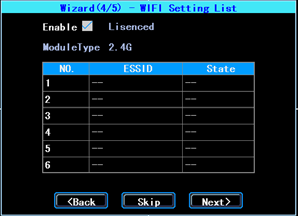 Wizard(4/5) - WIFI Setting List
Enable Lisenced
ModuleType 2.4G
NO. ESSID State
1 -- --
2 -- --
3 -- --
4 -- --
5 -- --
6 -- --
<Back Skip Next>